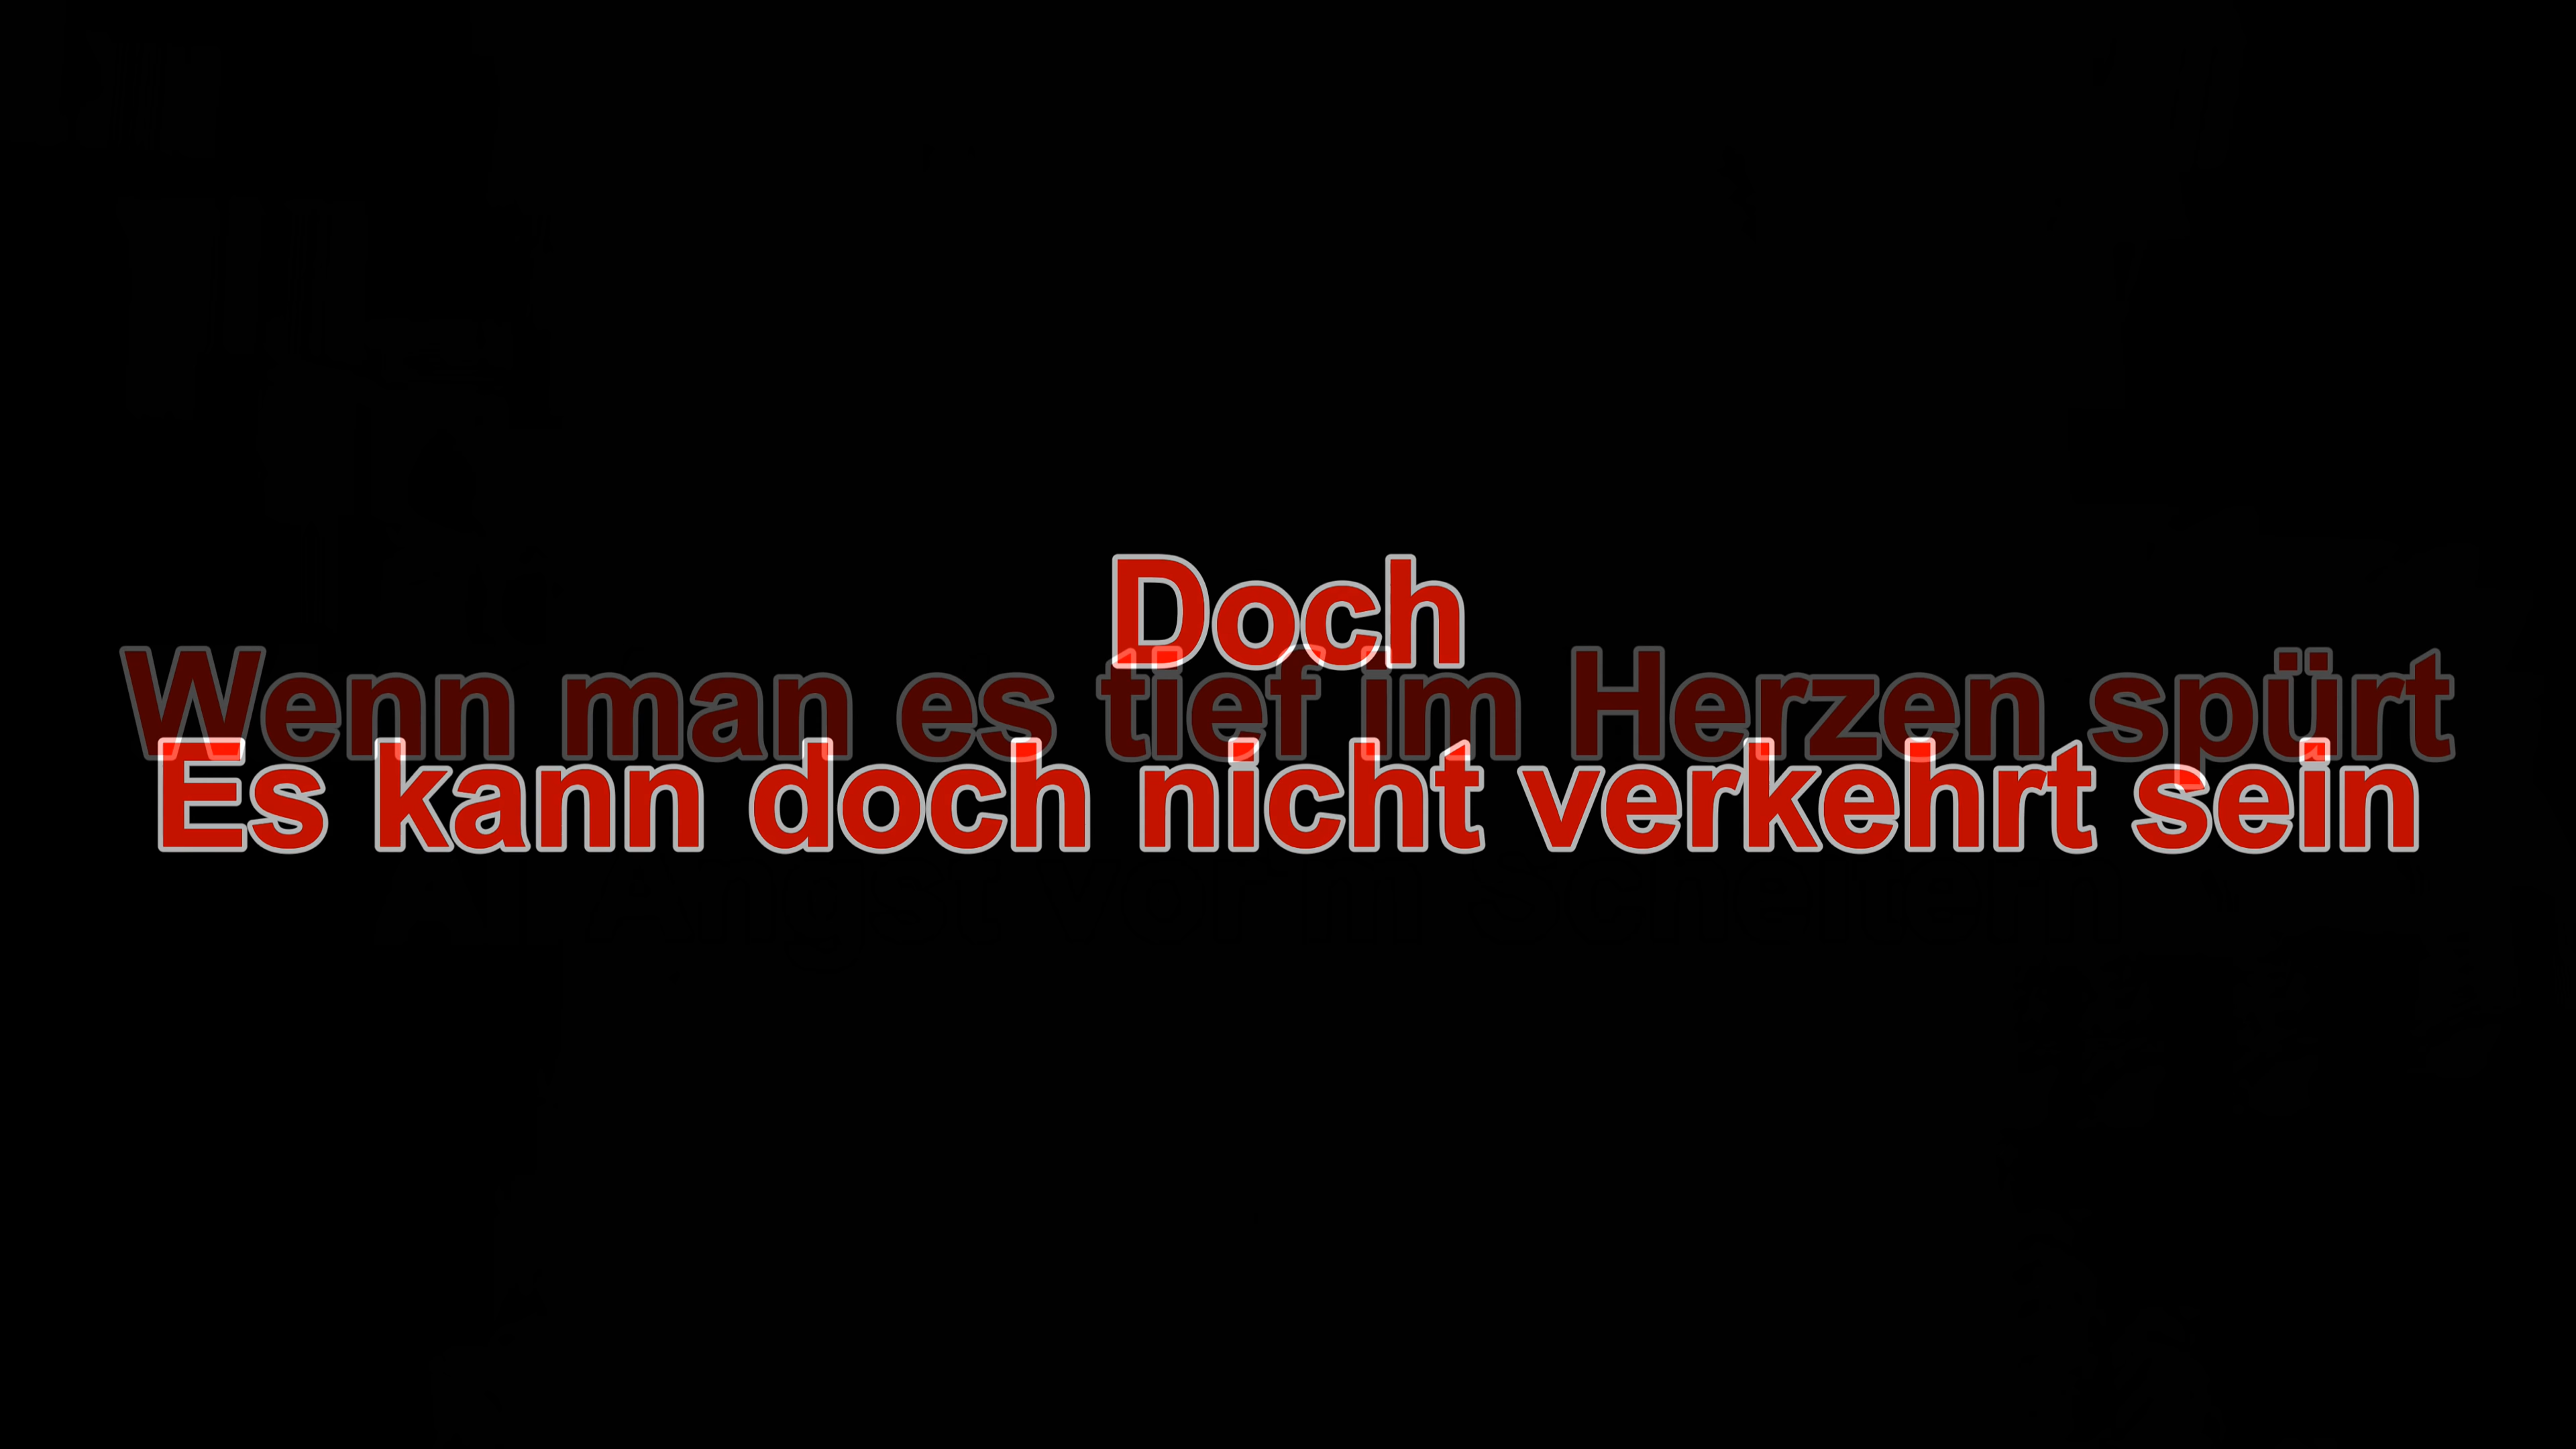 Doch
Wenn man es tief im Herzen spürt
Es kann doch nicht verkehrt sein